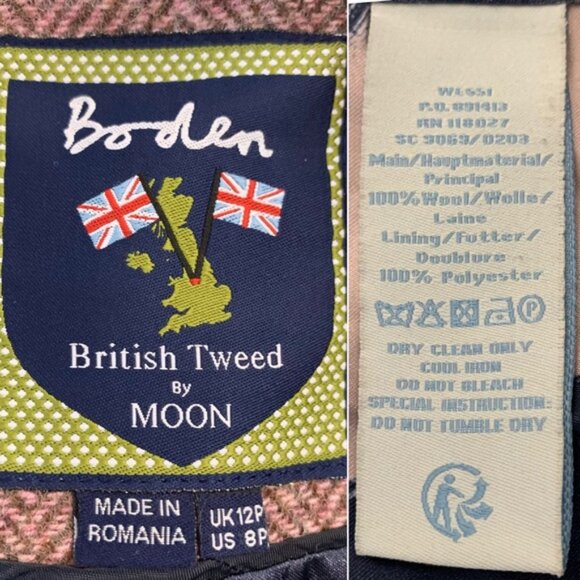 Boden
British Tweed
By
MOON
MADE IN
ROMANIA
UK 12P
US 8P
WE651
P.O. 891413
RN 118027
SC 9069/0203
Main/Hauptmaterial/
Principal
100%Wool/Wolle/
Laine
Lining/Futter/
Doublure
100% Polyester
P
DRY CLEAN ONLY
COOL IRON
DO NOT BLEACH
SPECIAL INSTRUCTION:
DO NOT TUMBLE DRY